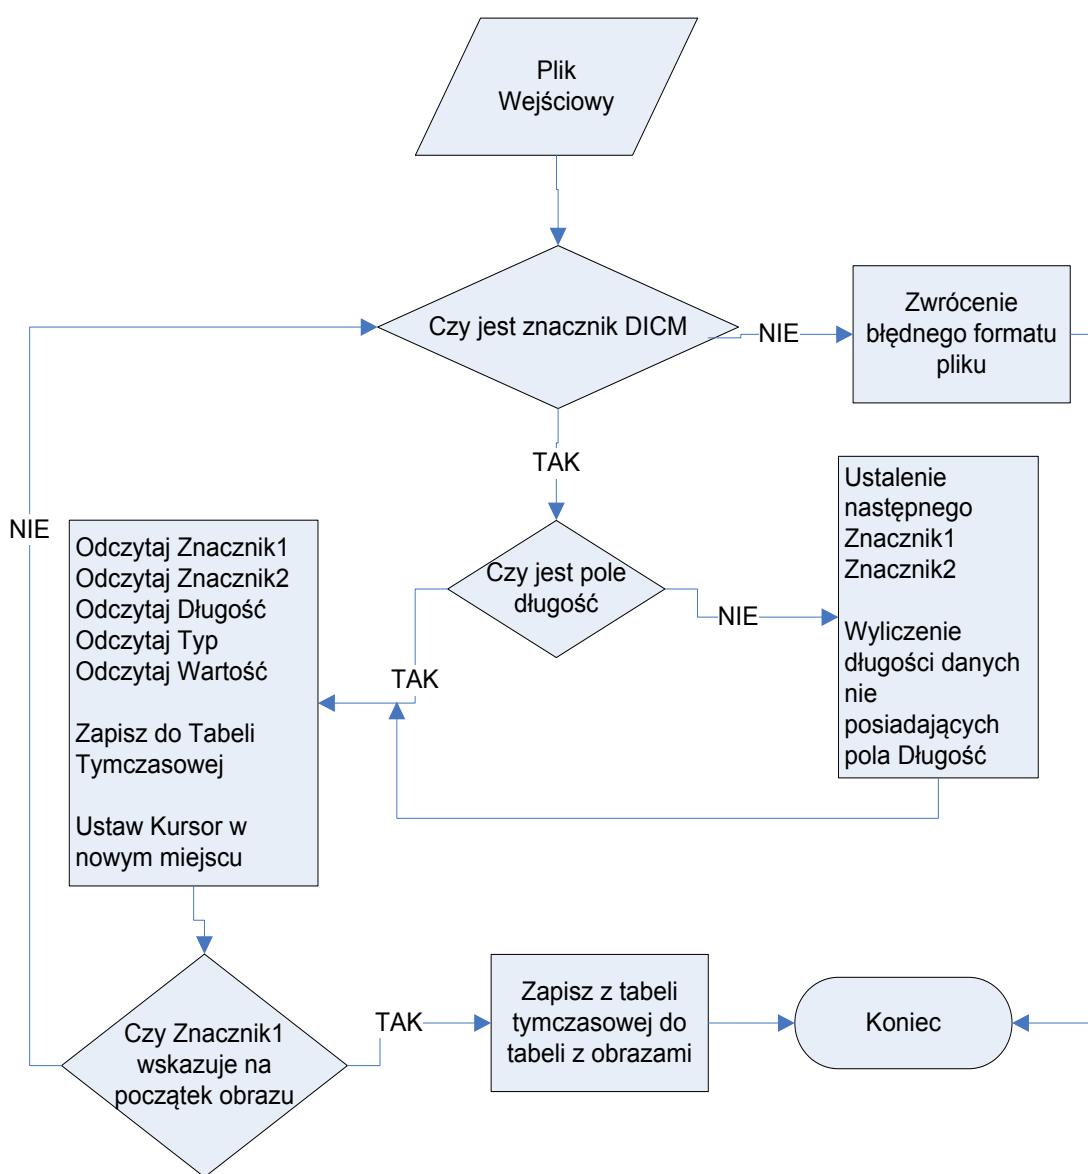 Plik
Wejściowy
Czy jest znacznik DICM
NIE
Zwrócenie
błędnego formatu
pliku
TAK
Czy jest pole
długość
NIE
Ustalenie
następnego
Znacznik1
Znacznik2
Wyliczenie
długości danych
nie
posiadających
pola Długość
TAK
NIE
Odczytaj Znacznik1
Odczytaj Znacznik2
Odczytaj Długość
Odczytaj Typ
Odczytaj Wartość
Zapisz do Tabeli
Tymczasowej
Ustaw Kursor w
nowym miejscu
Czy Znacznik1
wskazuje na
początek obrazu
TAK
Zapisz z tabeli
tymczasowej do
tabeli z obrazami
Koniec